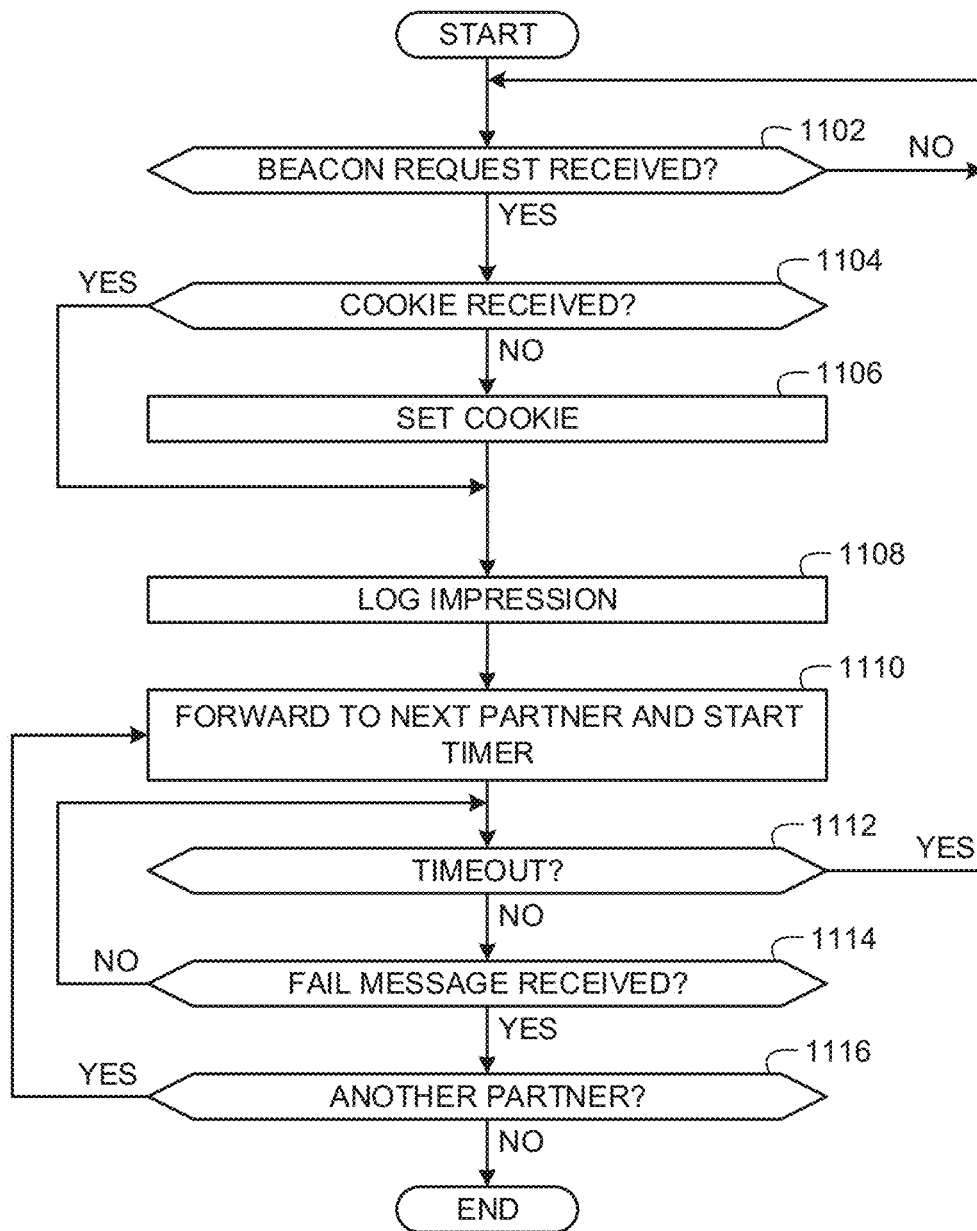 START
1102
BEACON REQUEST RECEIVED?
NO
YES
1104
YES
COOKIE RECEIVED?
NO
1106
SET COOKIE
1108
LOG IMPRESSION
1110
FORWARD TO NEXT PARTNER AND START
TIMER
1112
TIMEOUT?
YES
NO
1114
NO
FAIL MESSAGE RECEIVED?
YES
1116
YES
ANOTHER PARTNER?
NO
END